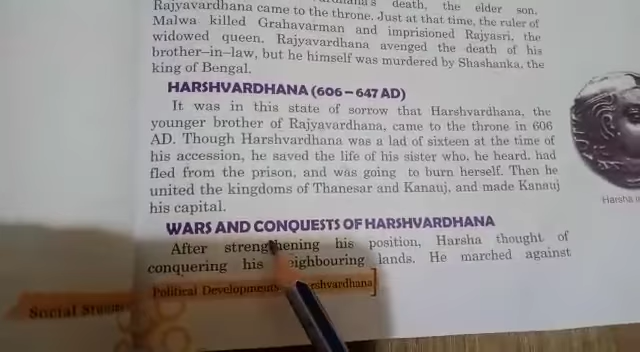 death, the elder son,
Rajyavardhana came to the throne. Just at that time, the ruler of
Malwa killed Grahavarman and imprisioned Rajyasri, the
widowed queen. Rajyavardhana avenged the death of his
brother–in–law, but he himself was murdered by Shashanka, the
king of Bengal.
HARSHVARDHANA (606 – 647 AD)
It was in this state of sorrow that Harshvardhana, the
younger brother of Rajyavardhana, came to the throne in 606
AD. Though Harshvardhana was a lad of sixteen at the time of
his accession, he saved the life of his sister who, he heard, had
fled from the prison, and was going to burn herself. Then he
united the kingdoms of Thanesar and Kanauj, and made Kanauj
his capital.
Harsha
WARS AND CONQUESTS OF HARSHVARDHANA
After strengthening his position, Harsha thought of
conquering his lands. He marched against
Political
Social